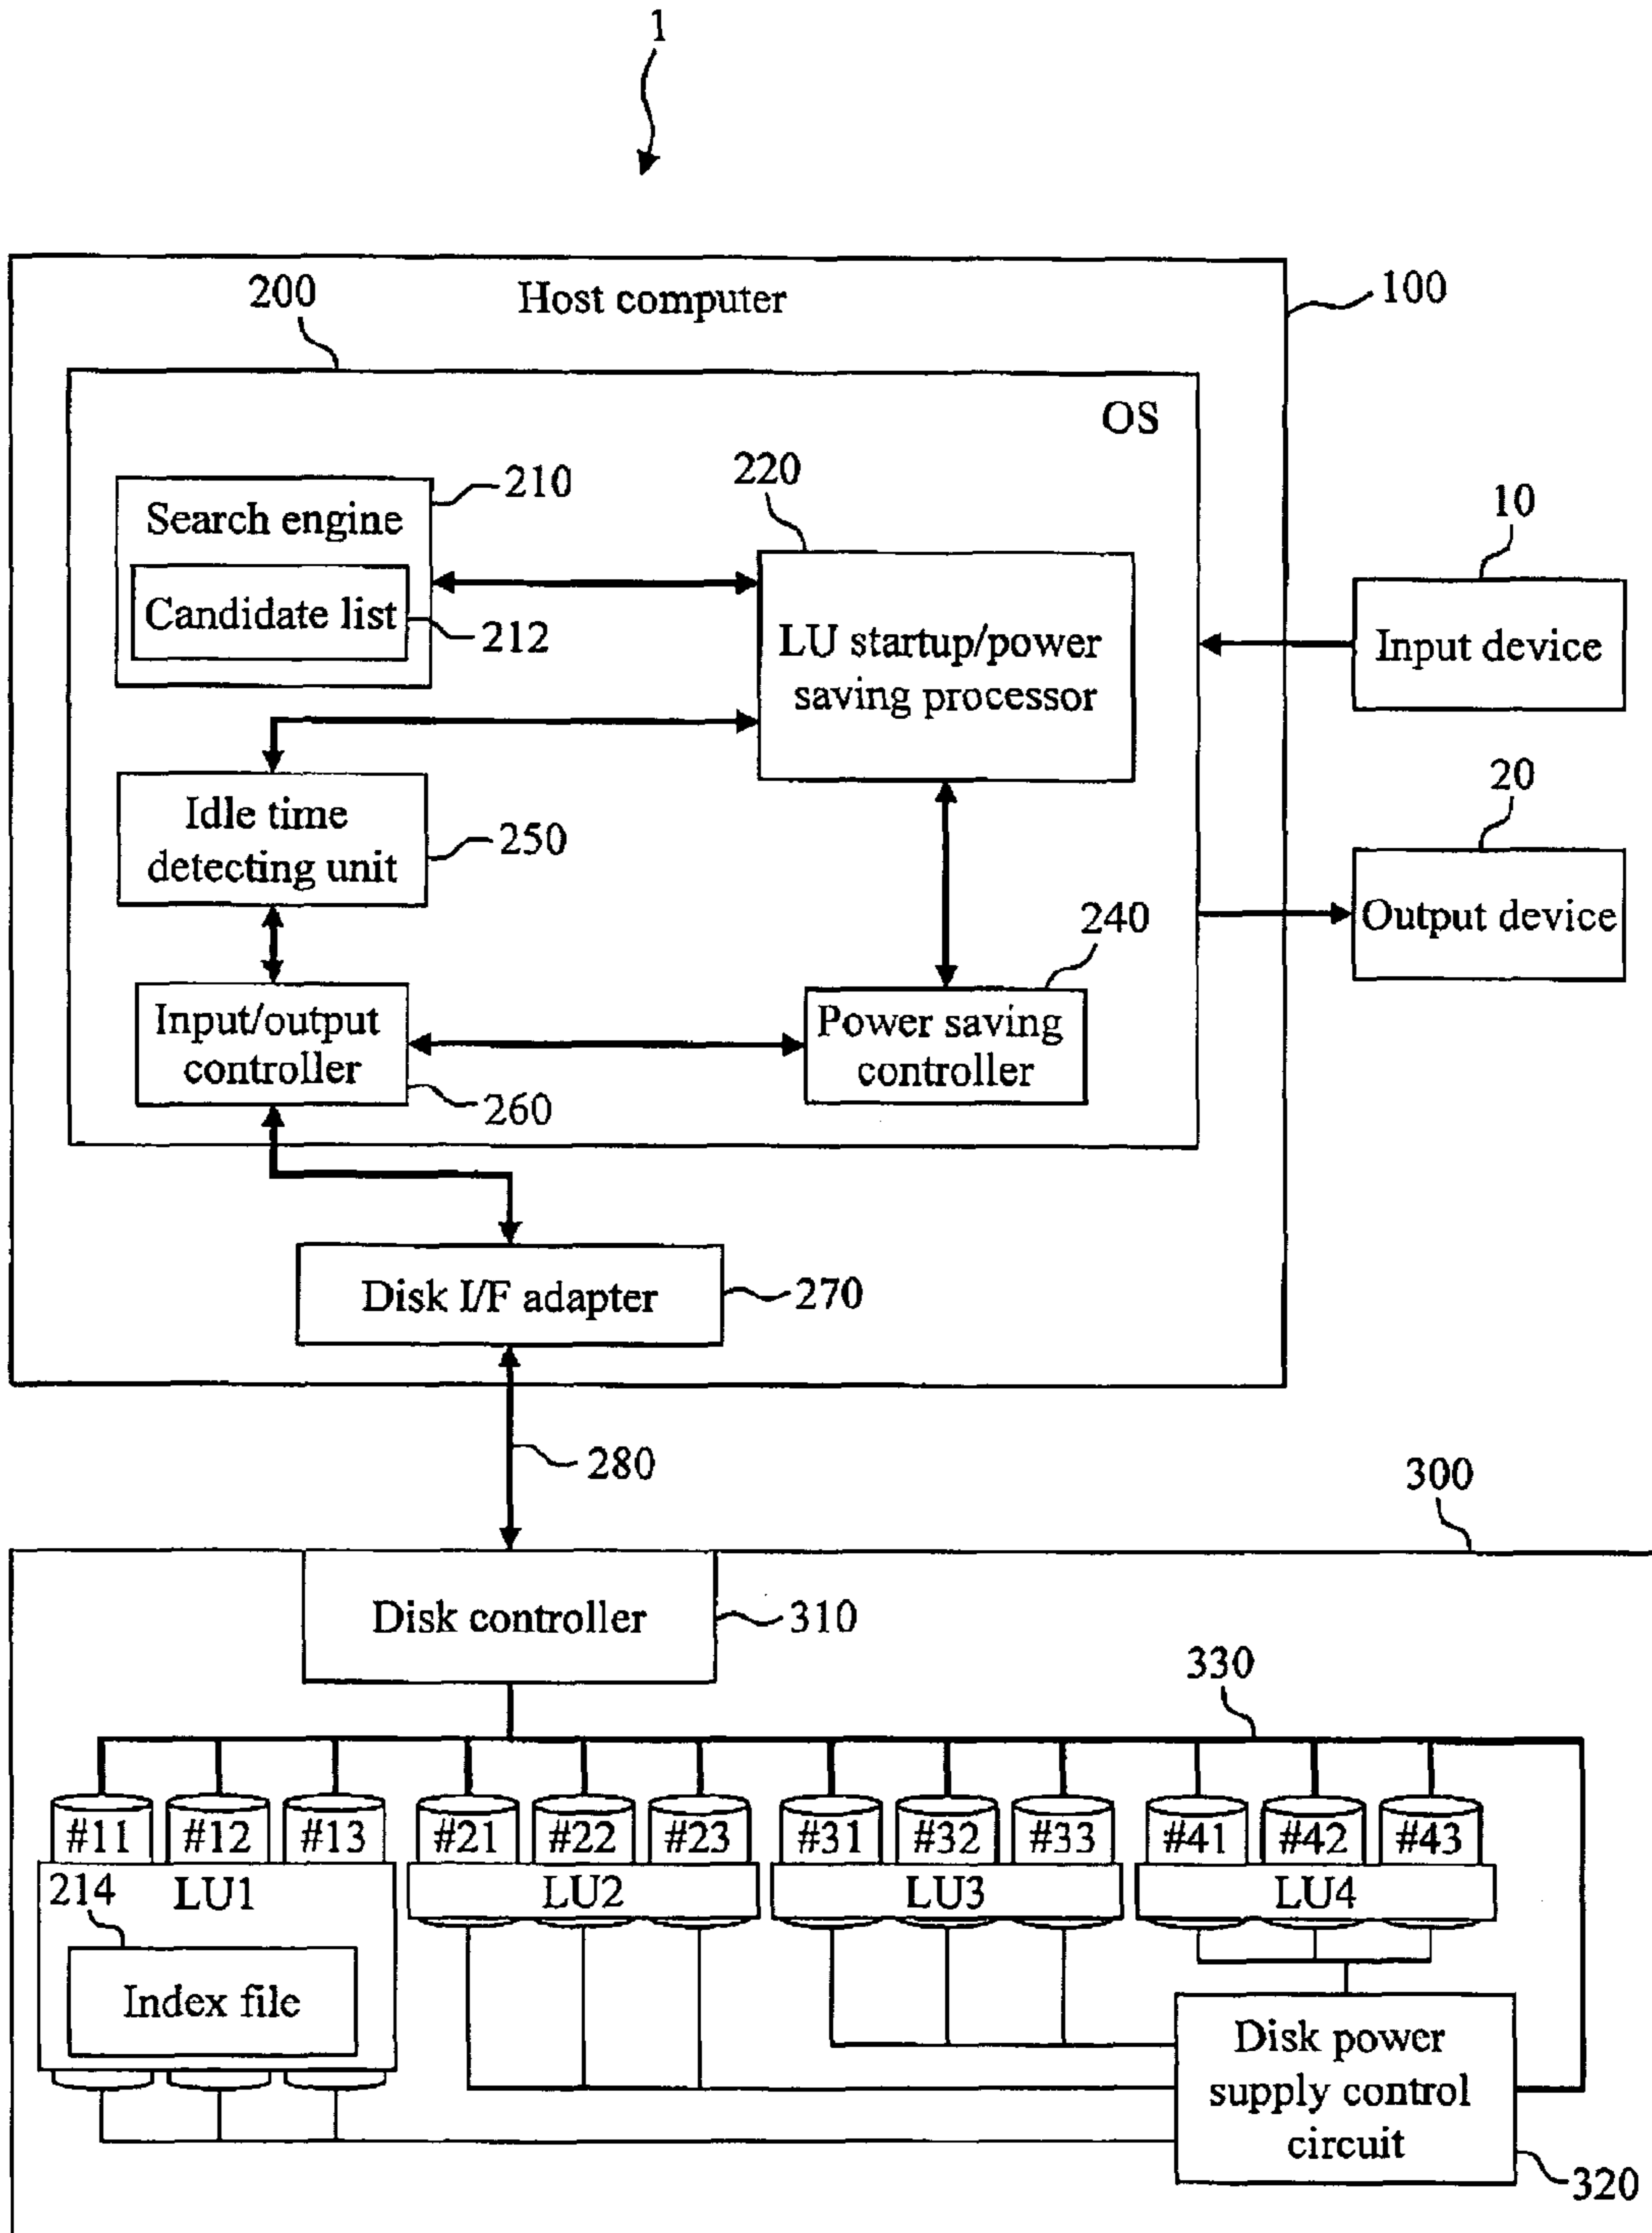 1
200
Host computer
100
OS
210
220
Search engine
10
Candidate list
212
LU startup/power
saving processor
Input device
Idle time
detecting unit
250
20
240
Output device
Input/output
controller
260
Power saving
controller
Disk I/F adapter
270
280
300
Disk controller
310
330
#11 #12 #13 #21 #22 #23 #31 #32 #33 #41 #42 #43
214
LU1
LU2
LU3
LU4
Index file
Disk power
supply control
circuit
320